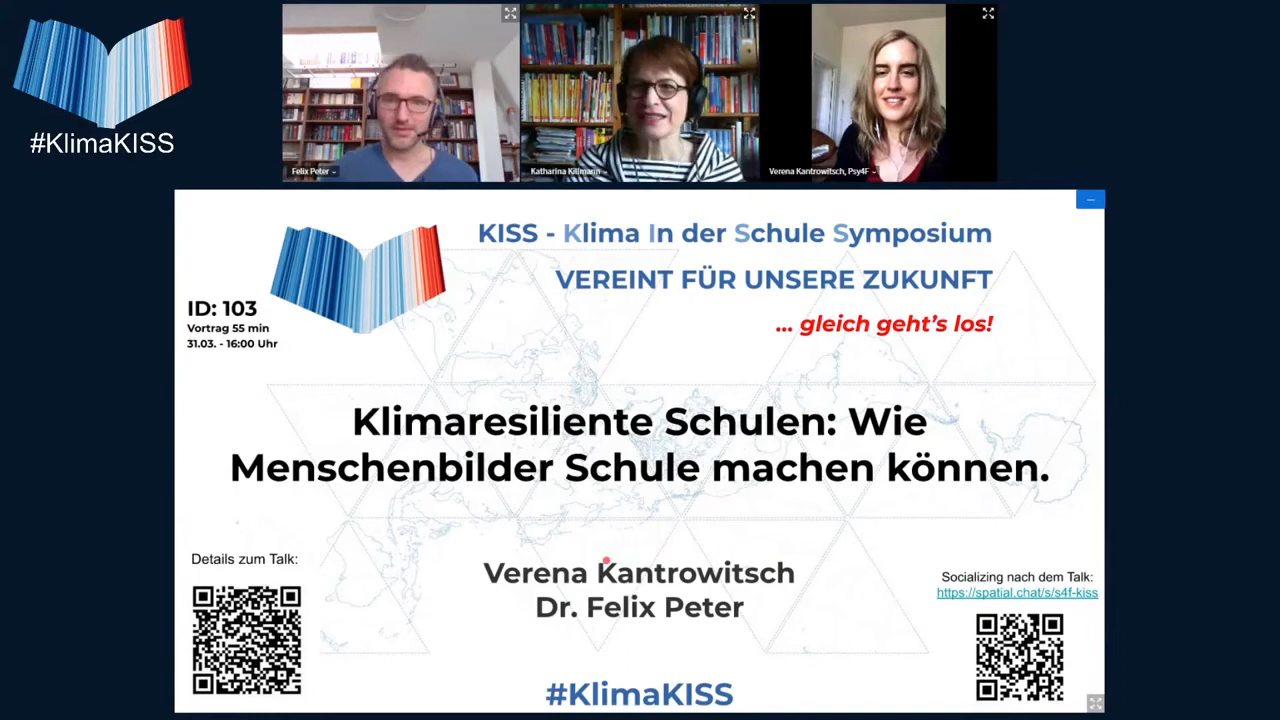 #KlimaKISS
Felix Peter
Katharina Killmann
Verena Kantrowitsch, Psy4F
KISS - Klima In der Schule Symposium
VEREINT FÜR UNSERE ZUKUNFT
... gleich geht's los!
ID: 103
Vortrag 55 min
31.03. - 16:00 Uhr
Klimaresiliente Schulen: Wie
Menschenbilder Schule machen können.
Details zum Talk:
Verena Kantrowitsch
Dr. Felix Peter
Socializing nach dem Talk:
https://spatial.chat/s/s4f-kiss
#KlimaKISS